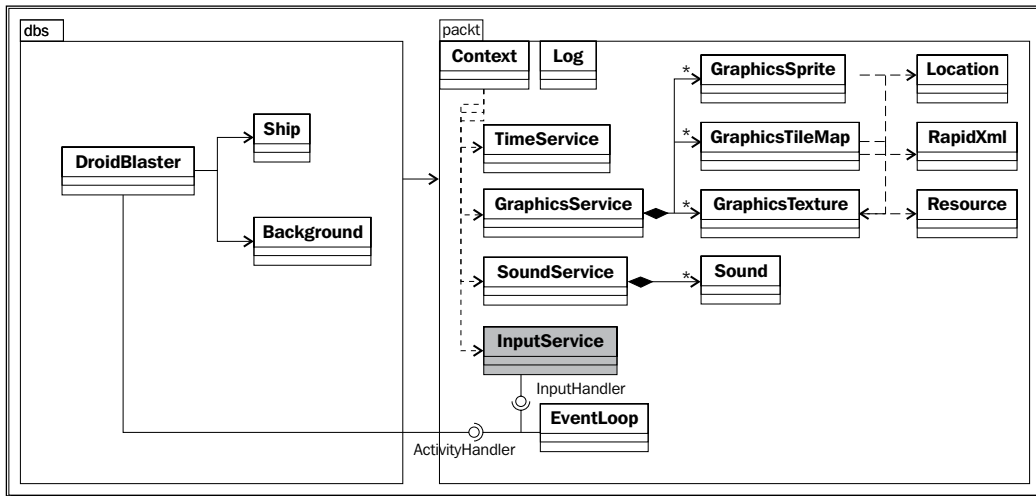 dbs
packt
Context
Log
GraphicsSprite
Location
*
Ship
TimeService
GraphicsTileMap
RapidXml
*
DroidBlaster
GraphicsService
GraphicsTexture
Resource
*
Background
SoundService
Sound
*
InputService
InputHandler
EventLoop
ActivityHandler